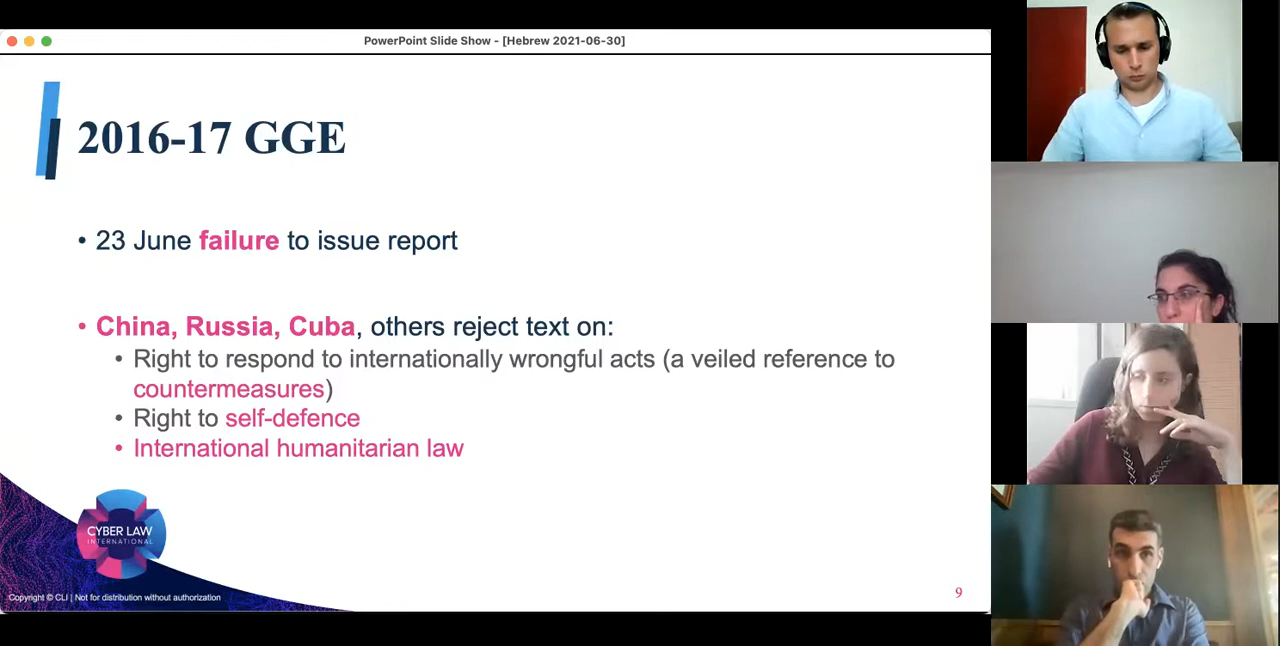 PowerPoint Slide Show - [Hebrew 2021-06-30]
2016-17 GGE
• 23 June failure to issue report
• China, Russia, Cuba, others reject text on:
• Right to respond to internationally wrongful acts (a veiled reference to
countermeasures)
• Right to self-defence
• International humanitarian law
CYBER LAW
INTERNATIONAL
Copyright © CLI | Not for distribution without authorization
9